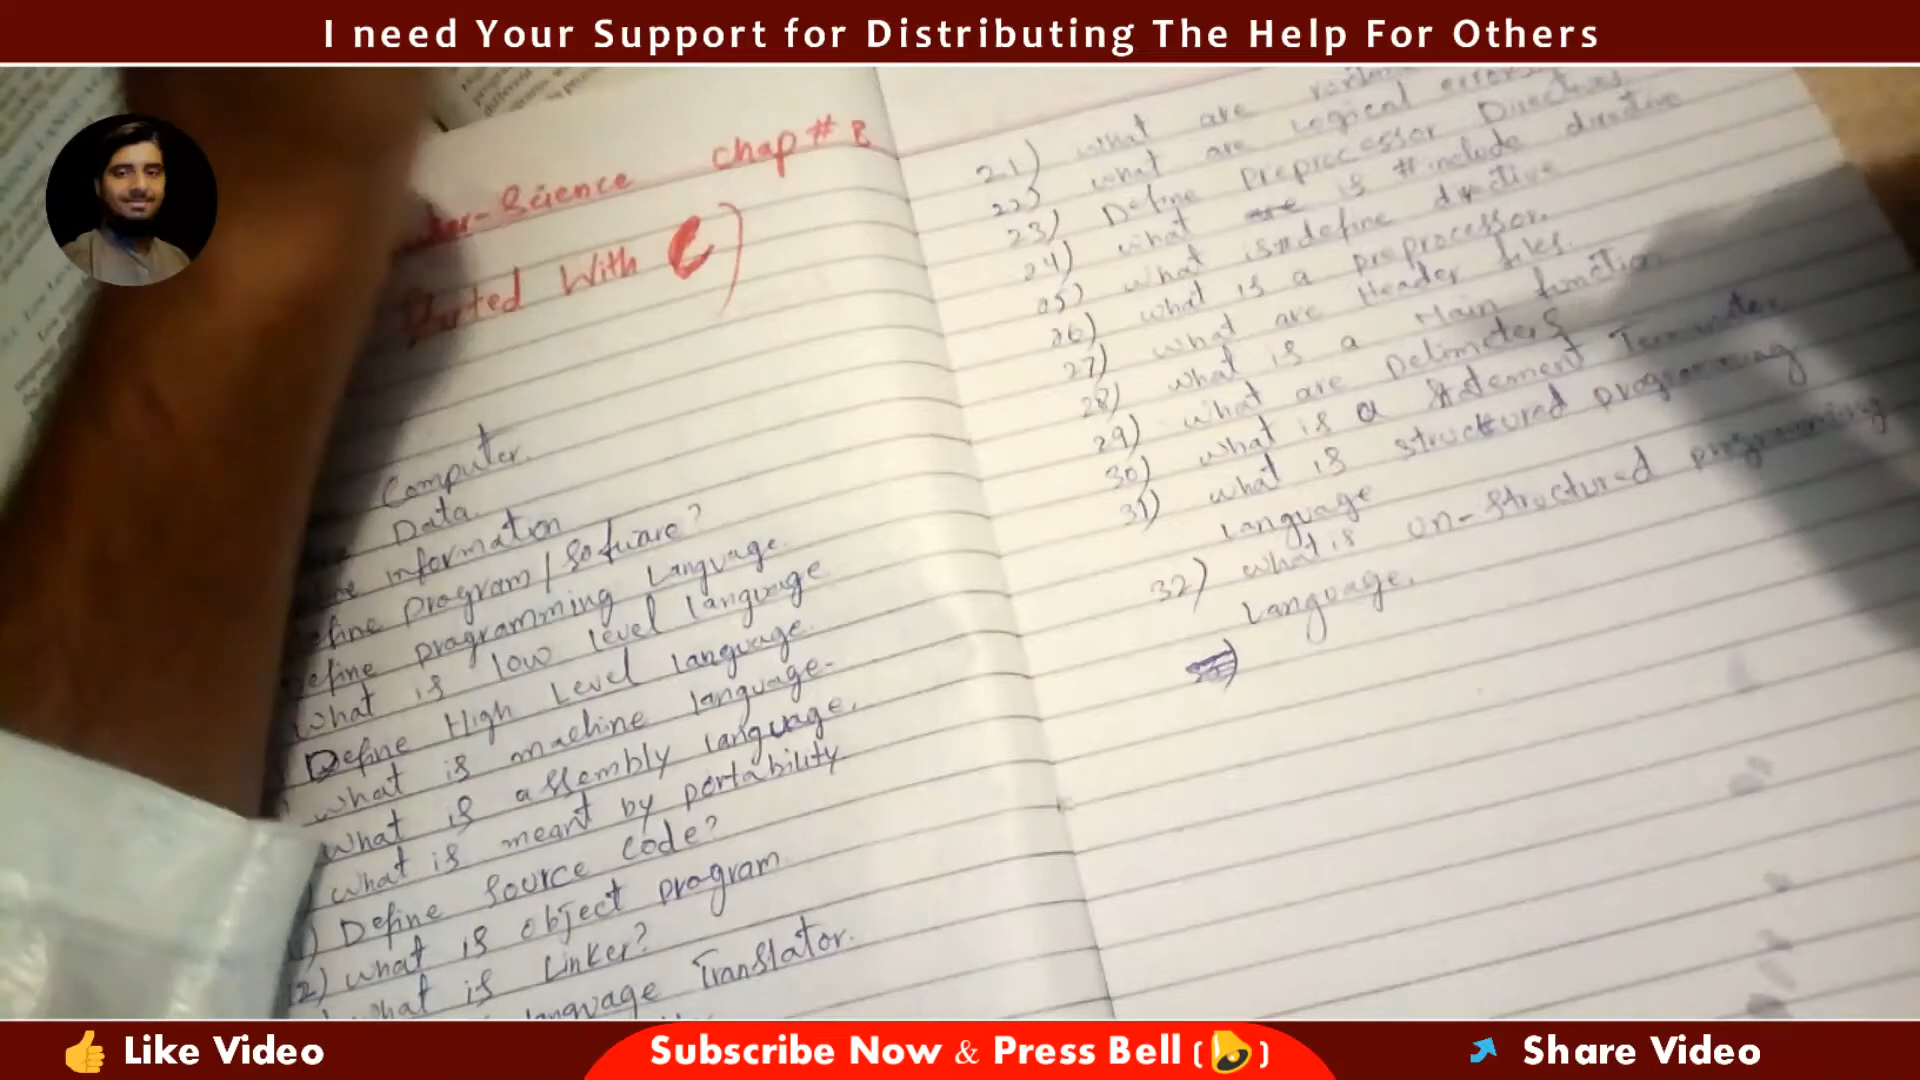 I need Your Support for Distributing The Help For Others
Science Chap # 8
Started With C)
Computer.
Data.
information
Define program / Sofware?
Define programming Language.
What is low level language
Define High Level language.
What is machine language.
What is assembly language.
What is meant by portability
) Define Source code?
12) what is object program
what is Linker?
language Translator.
21) what are
22) what are Logical errors
23) Define Preprocessor Directives
24) what is #include directive
25) what is #define directive
26) what is a preprocessor.
27) what are Header files.
28) what is a Main function
29) what are Delimeters
30) what is a Statement Terminator
31) what is structured programming
Language
32) what is un-structured programming
Language.
Like Video
Subscribe Now & Press Bell ( )
Share Video